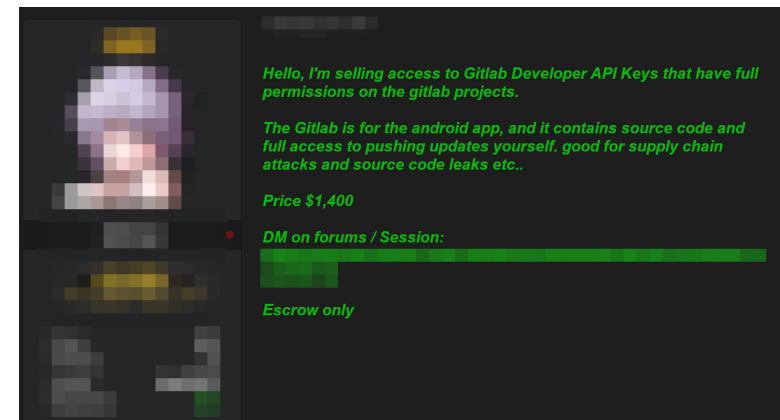 Hello, I'm selling access to Gitlab Developer API Keys that have full
permissions on the gitlab projects.
The Gitlab is for the android app, and it contains source code and
full access to pushing updates yourself. good for supply chain
attacks and source code leaks etc..
Price $1,400
DM on forums / Session:
Escrow only